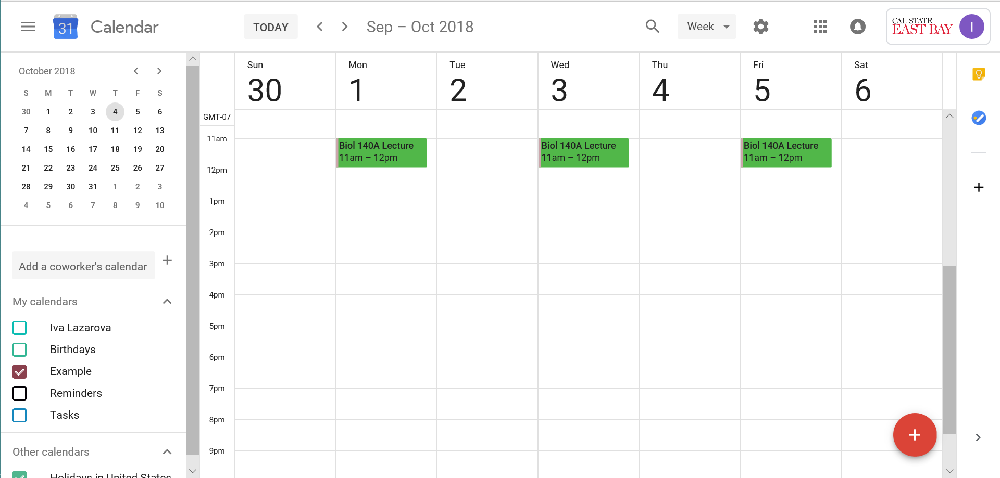 31 Calendar
TODAY
Sep – Oct 2018
Week
CAL STATE
EAST BAY
I
October 2018
S M T W T F S
30 1 2 3 4 5 6
7 8 9 10 11 12 13
14 15 16 17 18 19 20
21 22 23 24 25 26 27
28 29 30 31 1 2 3
4 5 6 7 8 9 10
Add a coworker's calendar
My calendars
Iva Lazarova
Birthdays
Example
Reminders
Tasks
Other calendars
Holidays in United States
Sun Mon Tue Wed Thu Fri Sat
30 1 2 3 4 5 6
GMT-07
11am
Biol 140A Lecture
11am – 12pm
Biol 140A Lecture
11am – 12pm
Biol 140A Lecture
11am – 12pm
12pm
1pm
2pm
3pm
4pm
5pm
6pm
7pm
8pm
9pm